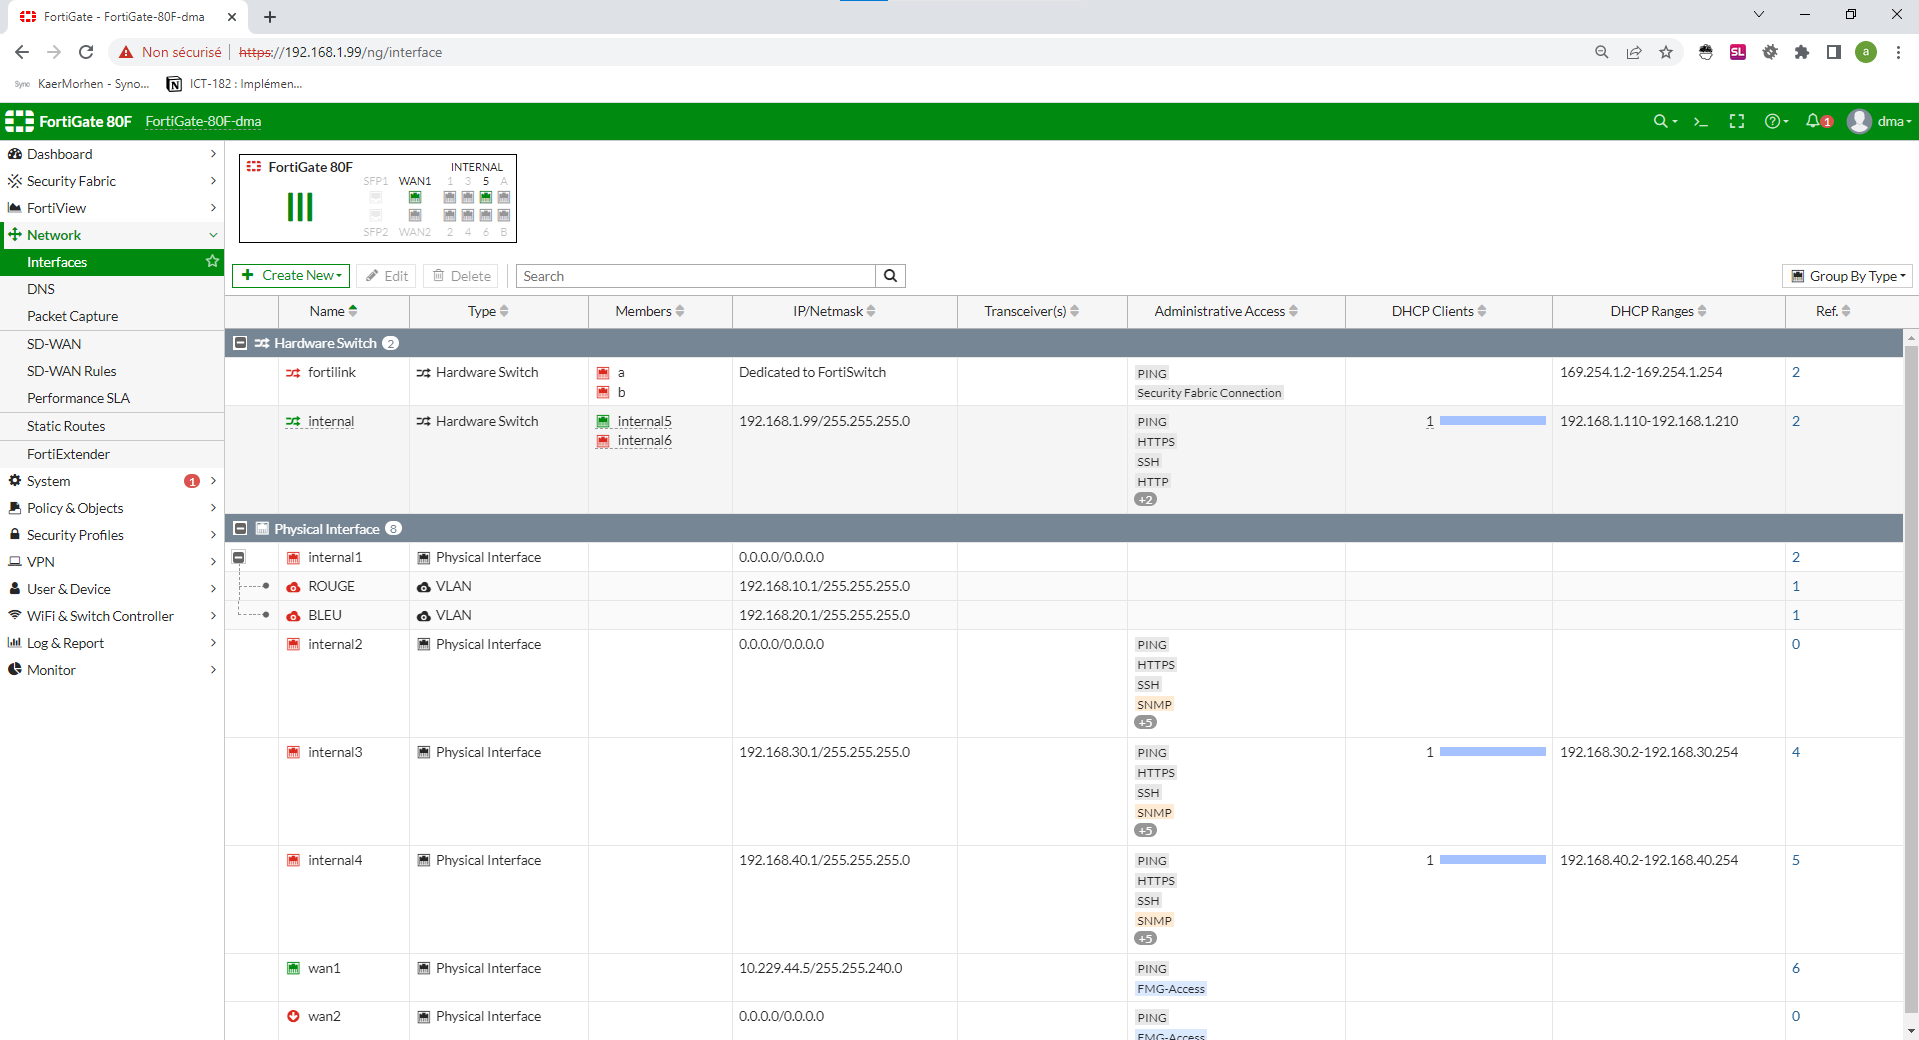 FortiGate - FortiGate-80F-dma
Non sécurisé https://192.168.1.99/ng/interface
SL
a
Sync KaerMorhen - Syno...
ICT-182 : Implémen...
FortiGate 80F FortiGate-80F-dma
1 dma
Dashboard
Security Fabric
FortiView
Network
Interfaces
DNS
Packet Capture
SD-WAN
SD-WAN Rules
Performance SLA
Static Routes
FortiExtender
System 1
Policy & Objects
Security Profiles
VPN
User & Device
WiFi & Switch Controller
Log & Report
Monitor
FortiGate 80F INTERNAL
SFP1 WAN1 1 3 5 A
SFP2 WAN2 2 4 6 B
Create New Edit Delete Search Group By Type
Name Type Members IP/Netmask Transceiver(s) Administrative Access DHCP Clients DHCP Ranges Ref.
Hardware Switch 2
fortilink Hardware Switch a Dedicated to FortiSwitch PING 169.254.1.2-169.254.1.254 2
b Security Fabric Connection
internal Hardware Switch internal5 192.168.1.99/255.255.255.0 PING 1 192.168.1.110-192.168.1.210 2
internal6 HTTPS
SSH
HTTP
+2
Physical Interface 8
internal1 Physical Interface 0.0.0.0/0.0.0.0 2
ROUGE VLAN 192.168.10.1/255.255.255.0 1
BLEU VLAN 192.168.20.1/255.255.255.0 1
internal2 Physical Interface 0.0.0.0/0.0.0.0 PING 0
HTTPS
SSH
SNMP
+5
internal3 Physical Interface 192.168.30.1/255.255.255.0 PING 1 192.168.30.2-192.168.30.254 4
HTTPS
SSH
SNMP
+5
internal4 Physical Interface 192.168.40.1/255.255.255.0 PING 1 192.168.40.2-192.168.40.254 5
HTTPS
SSH
SNMP
+5
wan1 Physical Interface 10.229.44.5/255.255.240.0 PING 6
FMG-Access
wan2 Physical Interface 0.0.0.0/0.0.0.0 PING 0
FMG-Access